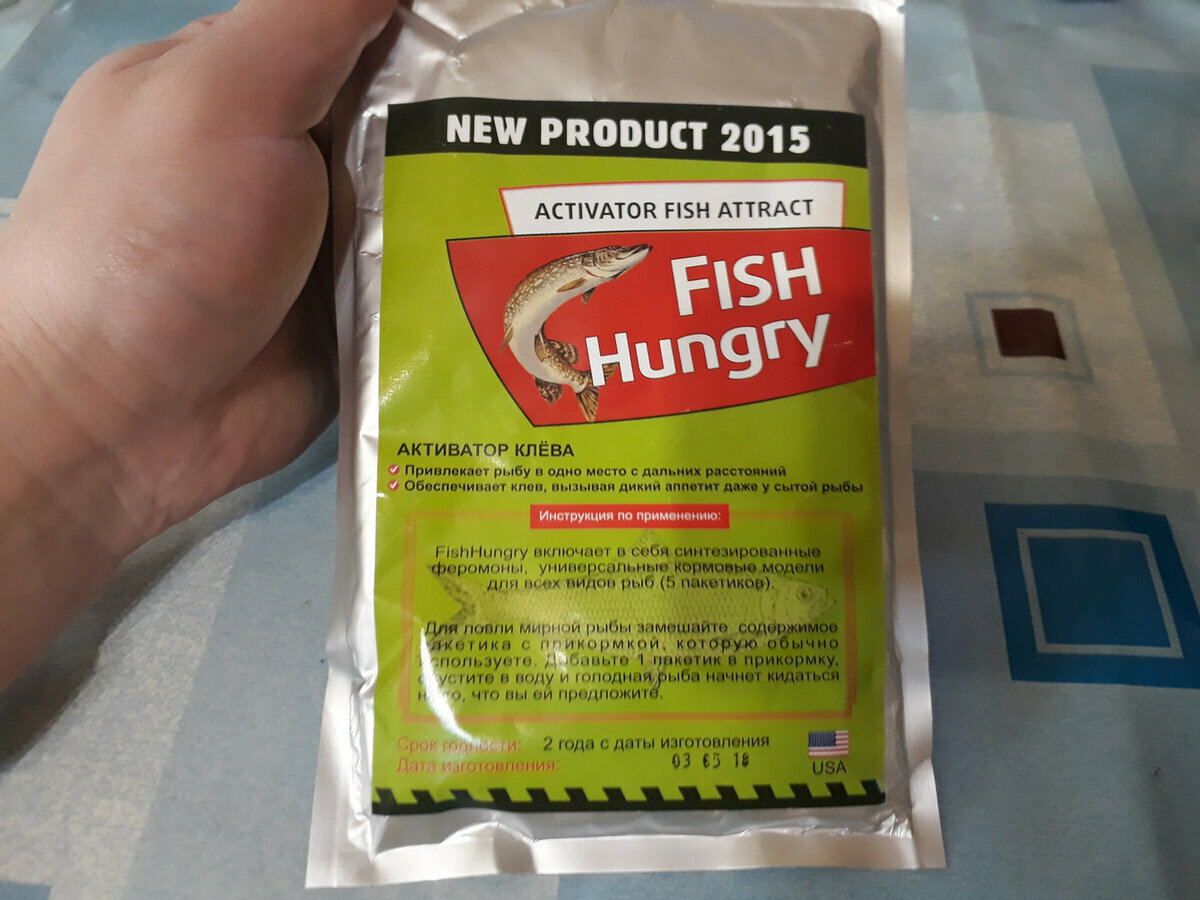 NEW PRODUCT 2015
ACTIVATOR FISH ATTRACT
FISH
Hungry
АКТИВАТОР КЛЁВА
Привлекает рыбу в одно место с дальних расстояний
Обеспечивает клев, вызывая дикий аппетит даже у сытой рыбы
Инструкция по применению:
FishHungry включает в себя синтезированные
феромоны, универсальные кормовые модели
для всех видов рыб (5 пакетиков).
Для ловли мирной рыбы замешайте содержимое
пакетика с прикормкой, которую обычно
используете. Добавьте 1 пакетик в прикормку,
опустите в воду и голодная рыба начнет кидаться
на то, что вы ей предложите.
Срок годности: 2 года с даты изготовления
Дата изготовления: 03 05 18
USA